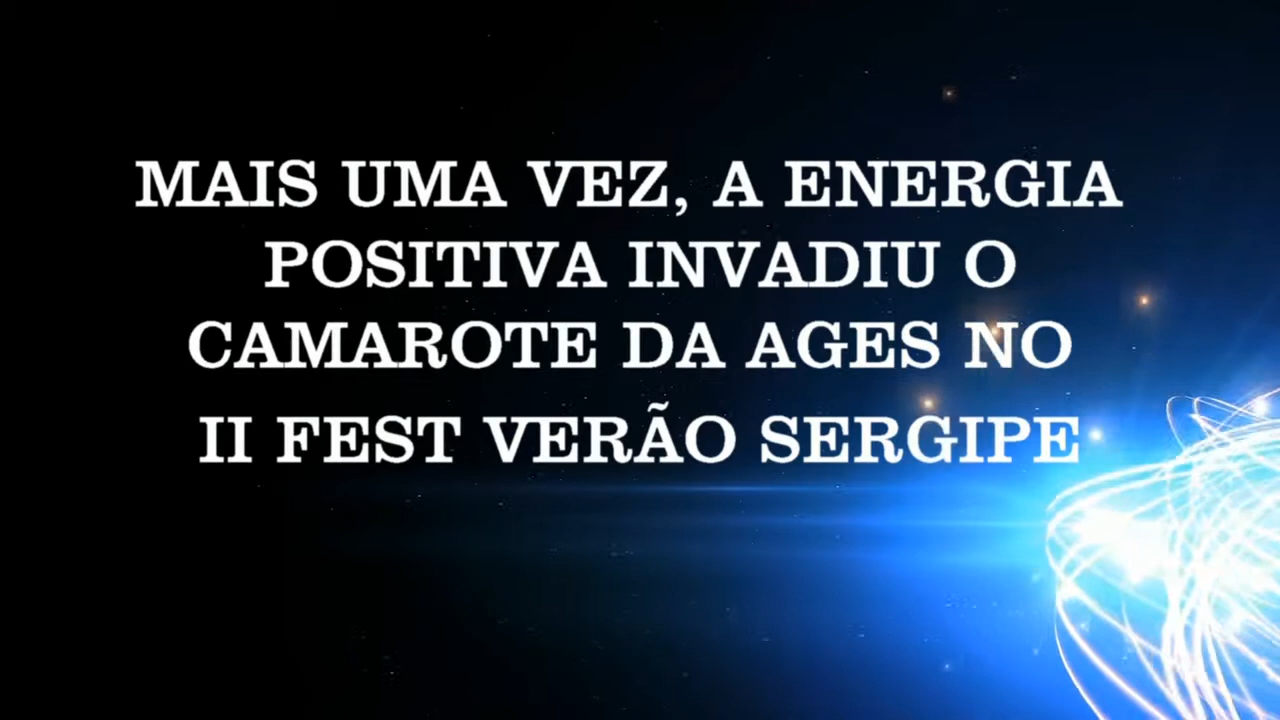 MAIS UMA VEZ, A ENERGIA
POSITIVA INVADIU O
CAMAROTE DA AGES NO
II FEST VERÃO SERGIPE